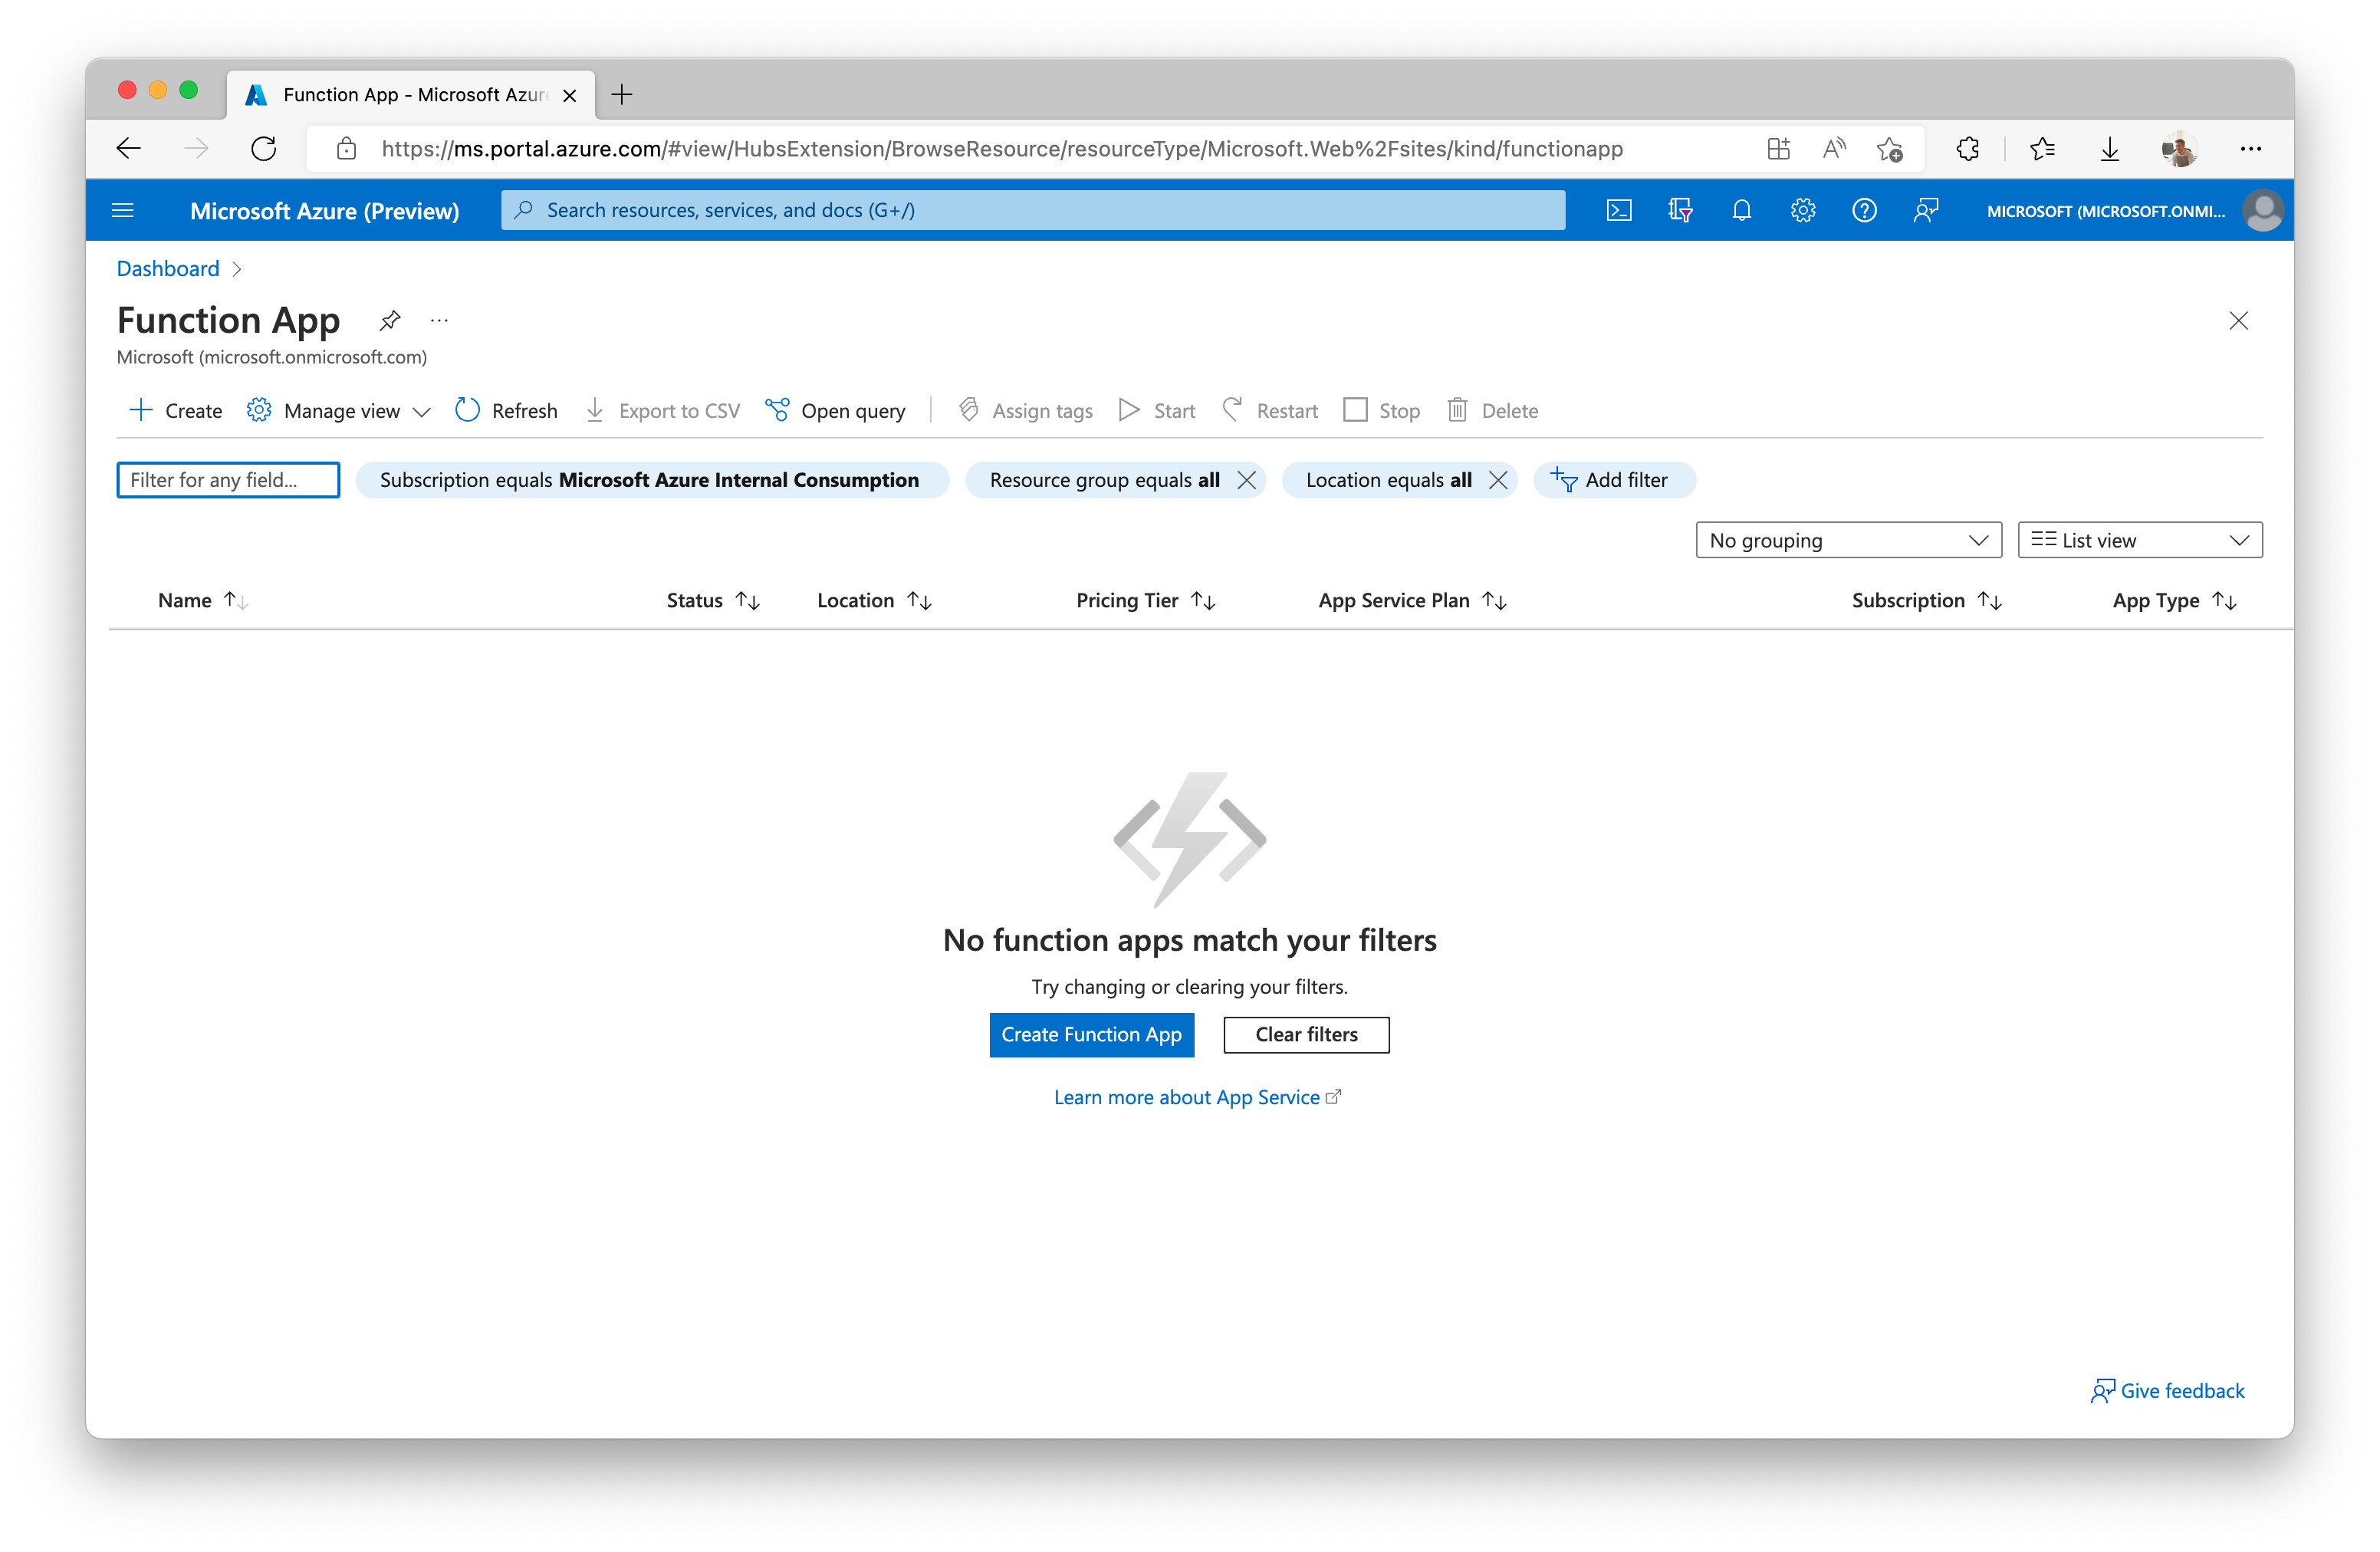 Function App - Microsoft Azur
https://ms.portal.azure.com/#view/HubsExtension/BrowseResource/resourceType/Microsoft.Web%2Fsites/kind/functionapp
Microsoft Azure (Preview)
Search resources, services, and docs (G+/)
MICROSOFT (MICROSOFT.ONMI...
Dashboard
Function App
Microsoft (microsoft.onmicrosoft.com)
Create Manage view Refresh Export to CSV Open query Assign tags Start Restart Stop Delete
Filter for any field... Subscription equals Microsoft Azure Internal Consumption Resource group equals all Location equals all Add filter
No grouping List view
Name Status Location Pricing Tier App Service Plan Subscription App Type
No function apps match your filters
Try changing or clearing your filters.
Create Function App Clear filters
Learn more about App Service
Give feedback